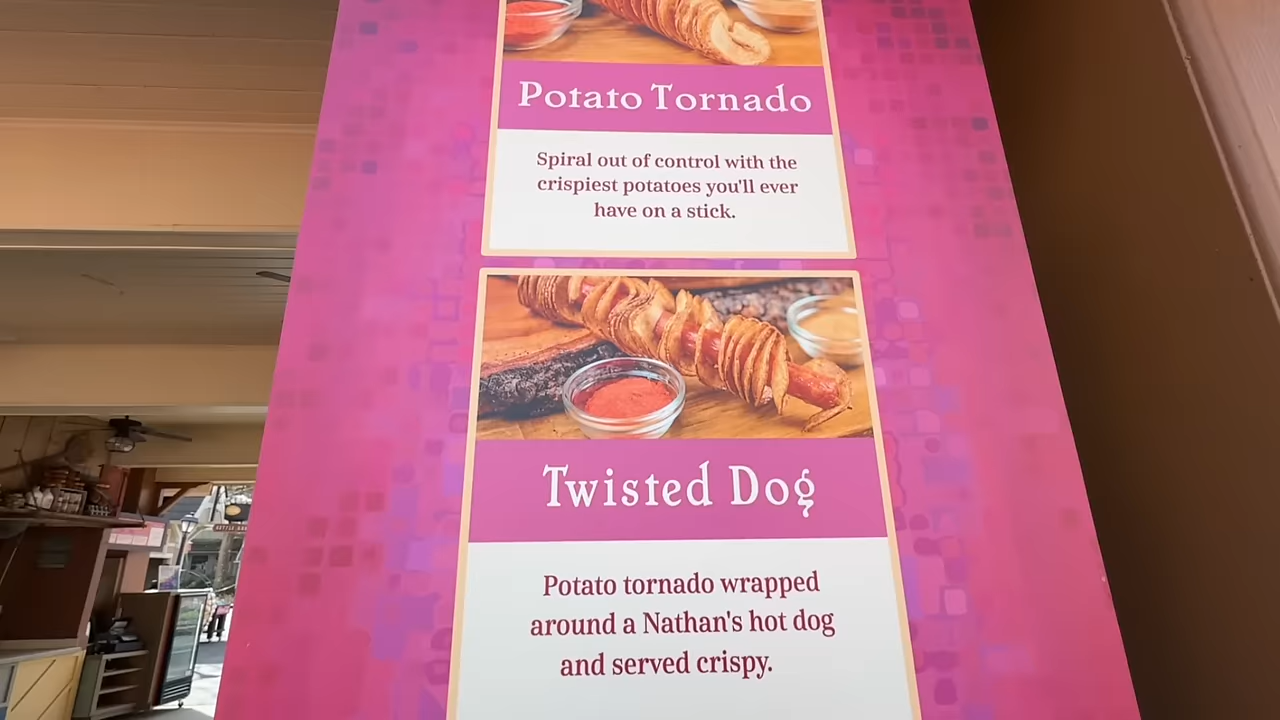 Potato Tornado
Spiral out of control with the
crispiest potatoes you'll ever
have on a stick.
Twisted Dog
Potato tornado wrapped
around a Nathan's hot dog
and served crispy.